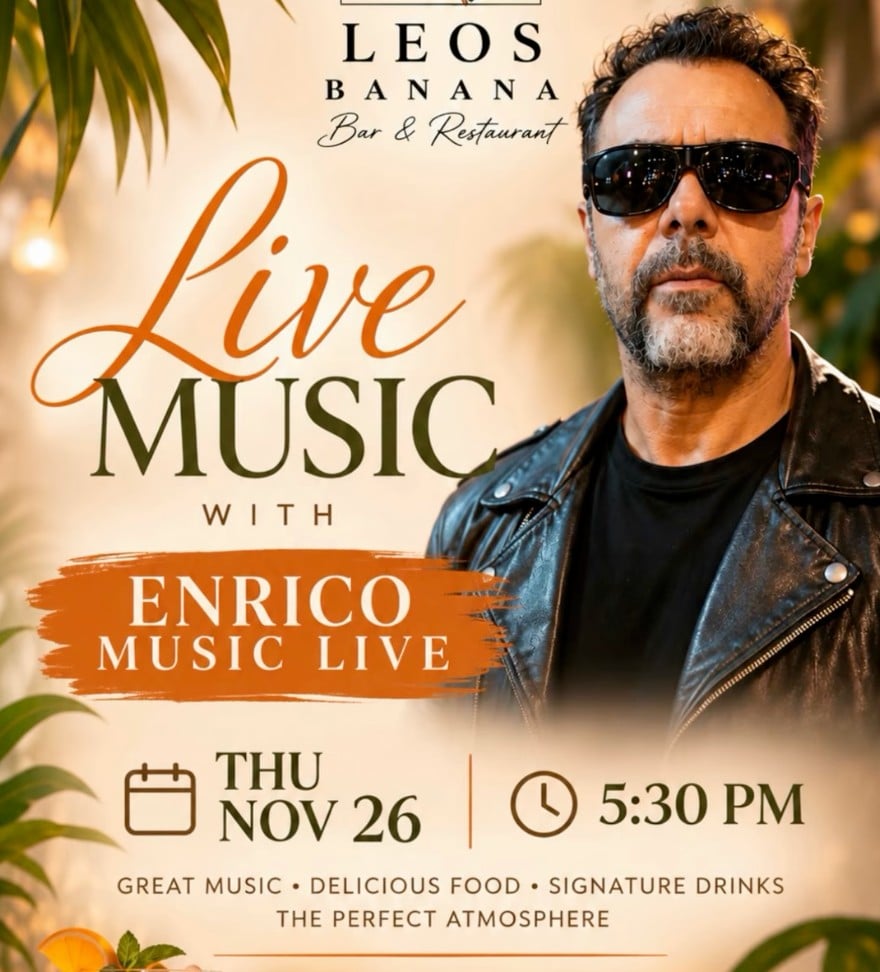 LEOS
BANANA
Bar & Restaurant
Live
MUSIC
WITH
ENRICO
MUSIC LIVE
THU
NOV 26
5:30 PM
GREAT MUSIC • DELICIOUS FOOD • SIGNATURE DRINKS
THE PERFECT ATMOSPHERE